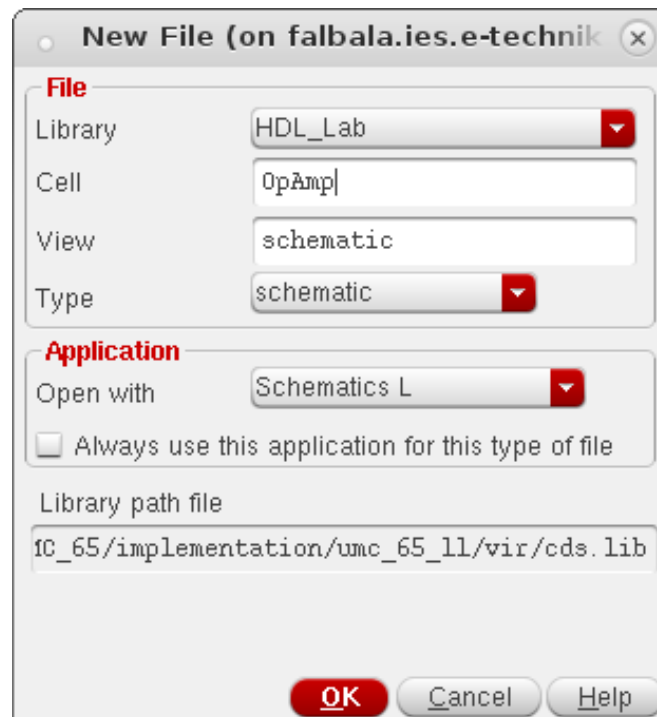 New File (on falbala.ies.e-technik
File
Library HDL_Lab
Cell OpAmp
View schematic
Type schematic
Application
Open with Schematics L
Always use this application for this type of file
Library path file
1C_65/implementation/umc_65_ll/vir/cds.lib
OK Cancel Help